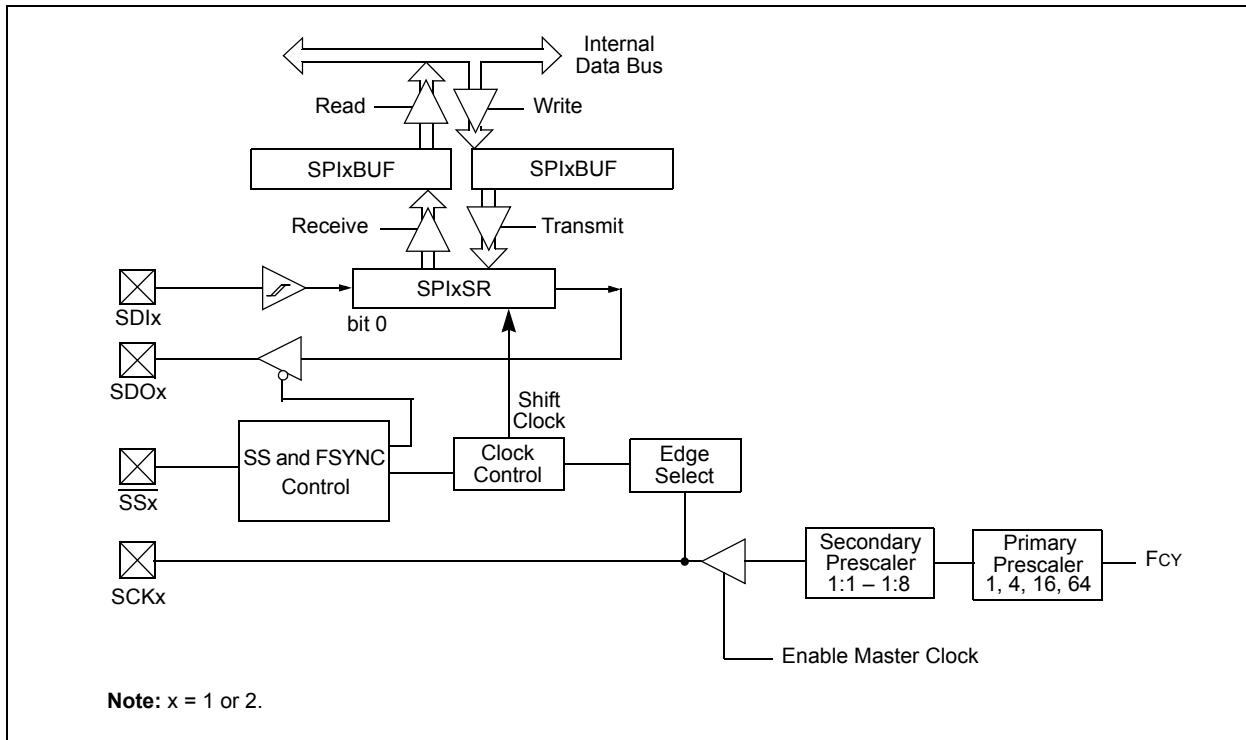 Internal
Data Bus
Read
Write
SPIxBUF
SPIxBUF
Receive
Transmit
SPIxSR
SDIx
bit 0
SDOx
Shift
Clock
SS and FSYNC
Control
Clock
Control
Edge
Select
SSx
Secondary
Prescaler
1:1 – 1:8
Primary
Prescaler
1, 4, 16, 64
FCY
SCKx
Enable Master Clock
Note: x = 1 or 2.